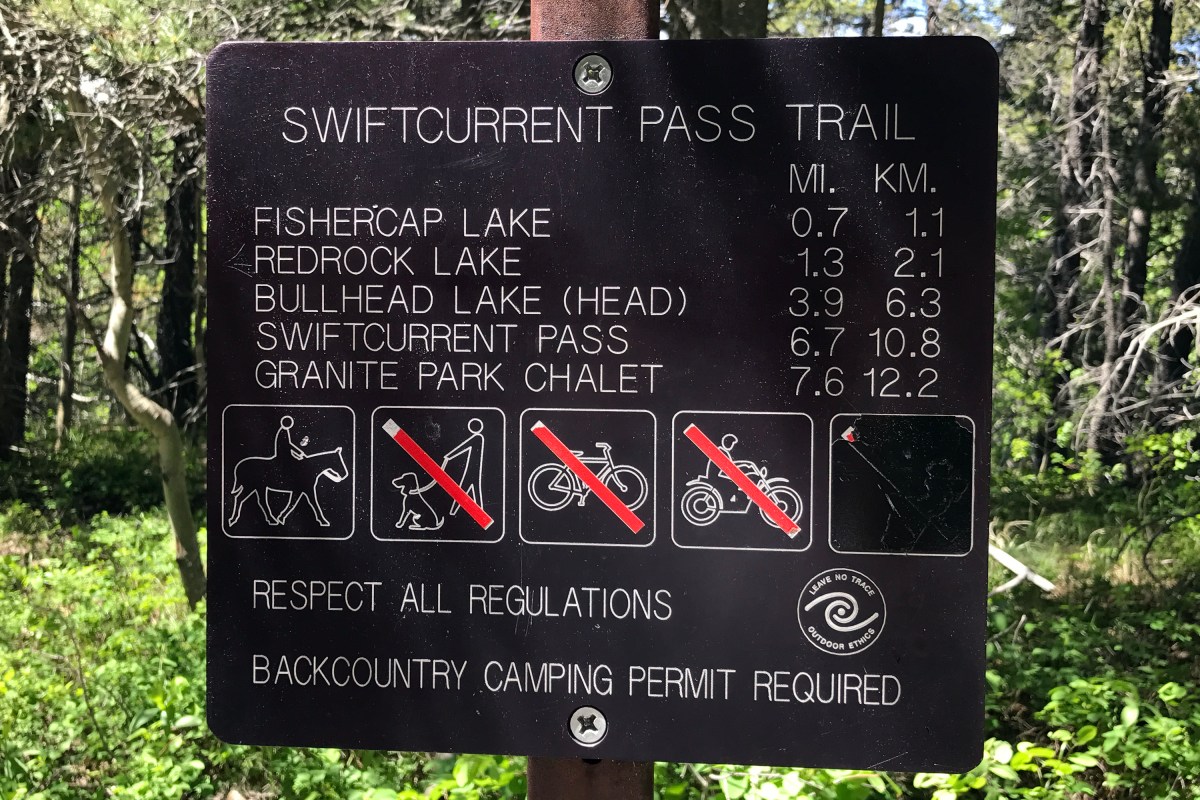 SWIFTCURRENT PASS TRAIL
MI. KM.
FISHERCAP LAKE 0.7 1.1
REDROCK LAKE 1.3 2.1
BULLHEAD LAKE (HEAD) 3.9 6.3
SWIFTCURRENT PASS 6.7 10.8
GRANITE PARK CHALET 7.6 12.2
RESPECT ALL REGULATIONS
LEAVE NO TRACE
OUTDOOR ETHICS
BACKCOUNTRY CAMPING PERMIT REQUIRED